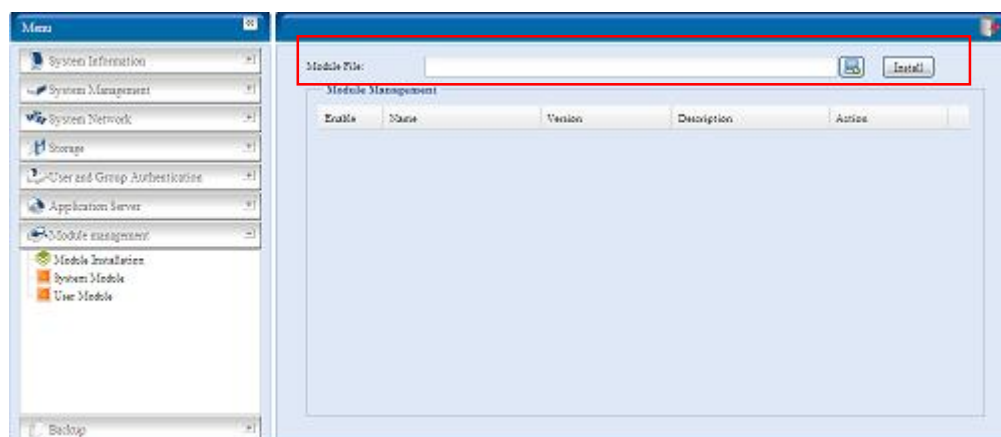 Menu
System Information
System Management
System Network
Storage
User and Group Authentication
Application Server
Module management
Module Installation
System Module
User Module
Backup
Module File:
Install
Module Management
Enable Name Version Description Action